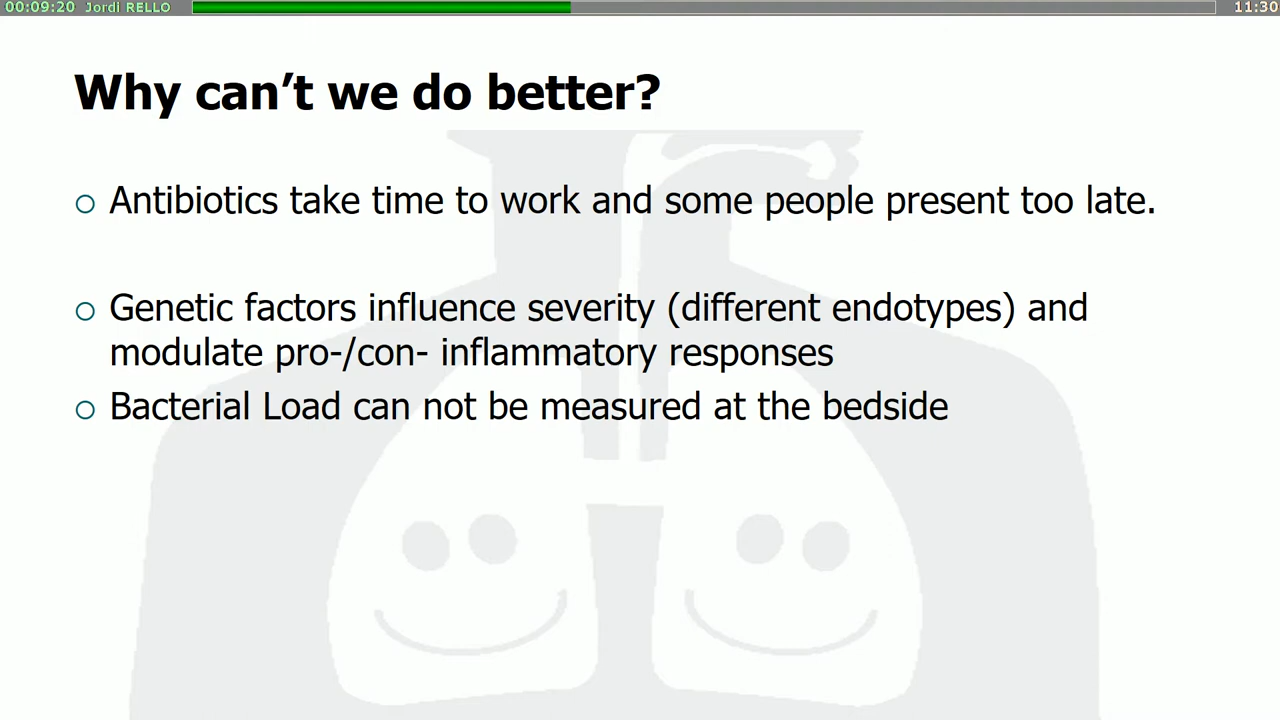 00:09:20 Jordi RELLO 11:30
Why can’t we do better?
○ Antibiotics take time to work and some people present too late.
○ Genetic factors influence severity (different endotypes) and
modulate pro-/con- inflammatory responses
○ Bacterial Load can not be measured at the bedside